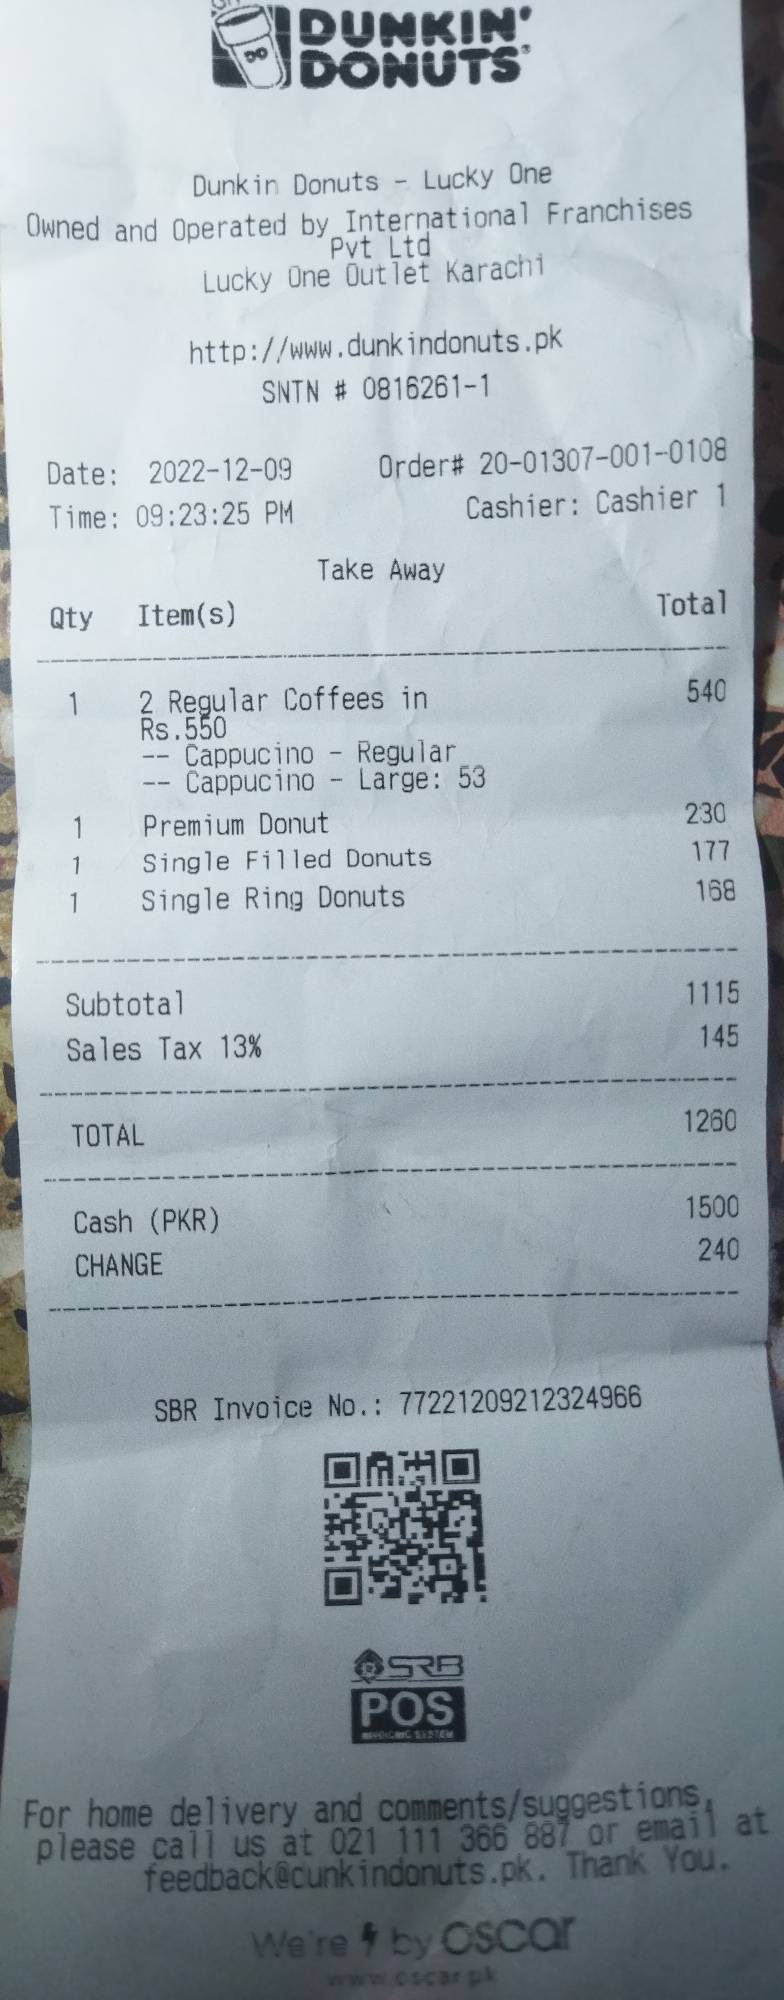 DUNKIN'
DONUTS
Dunkin Donuts - Lucky One
Owned and Operated by International Franchises
Pvt Ltd
Lucky One Outlet Karachi
http://www.dunkindonuts.pk
SNTN # 0816261-1
Date: 2022-12-09 Order# 20-01307-001-0108
Time: 09:23:25 PM Cashier: Cashier 1
Take Away
Qty Item(s) Total
1 2 Regular Coffees in 540
Rs.550
-- Cappucino - Regular
-- Cappucino - Large: 53
1 Premium Donut 230
1 Single Filled Donuts 177
1 Single Ring Donuts 168
Subtotal 1115
Sales Tax 13% 145
TOTAL 1260
Cash (PKR) 1500
CHANGE 240
SBR Invoice No.: 77221209212324966
SRB
POS
INVOICING SYSTEM
For home delivery and comments/suggestions,
please call us at 021 111 366 887 or email at
feedback@cunkindonuts.pk. Thank You.
We're by oscar
www.oscar.pk